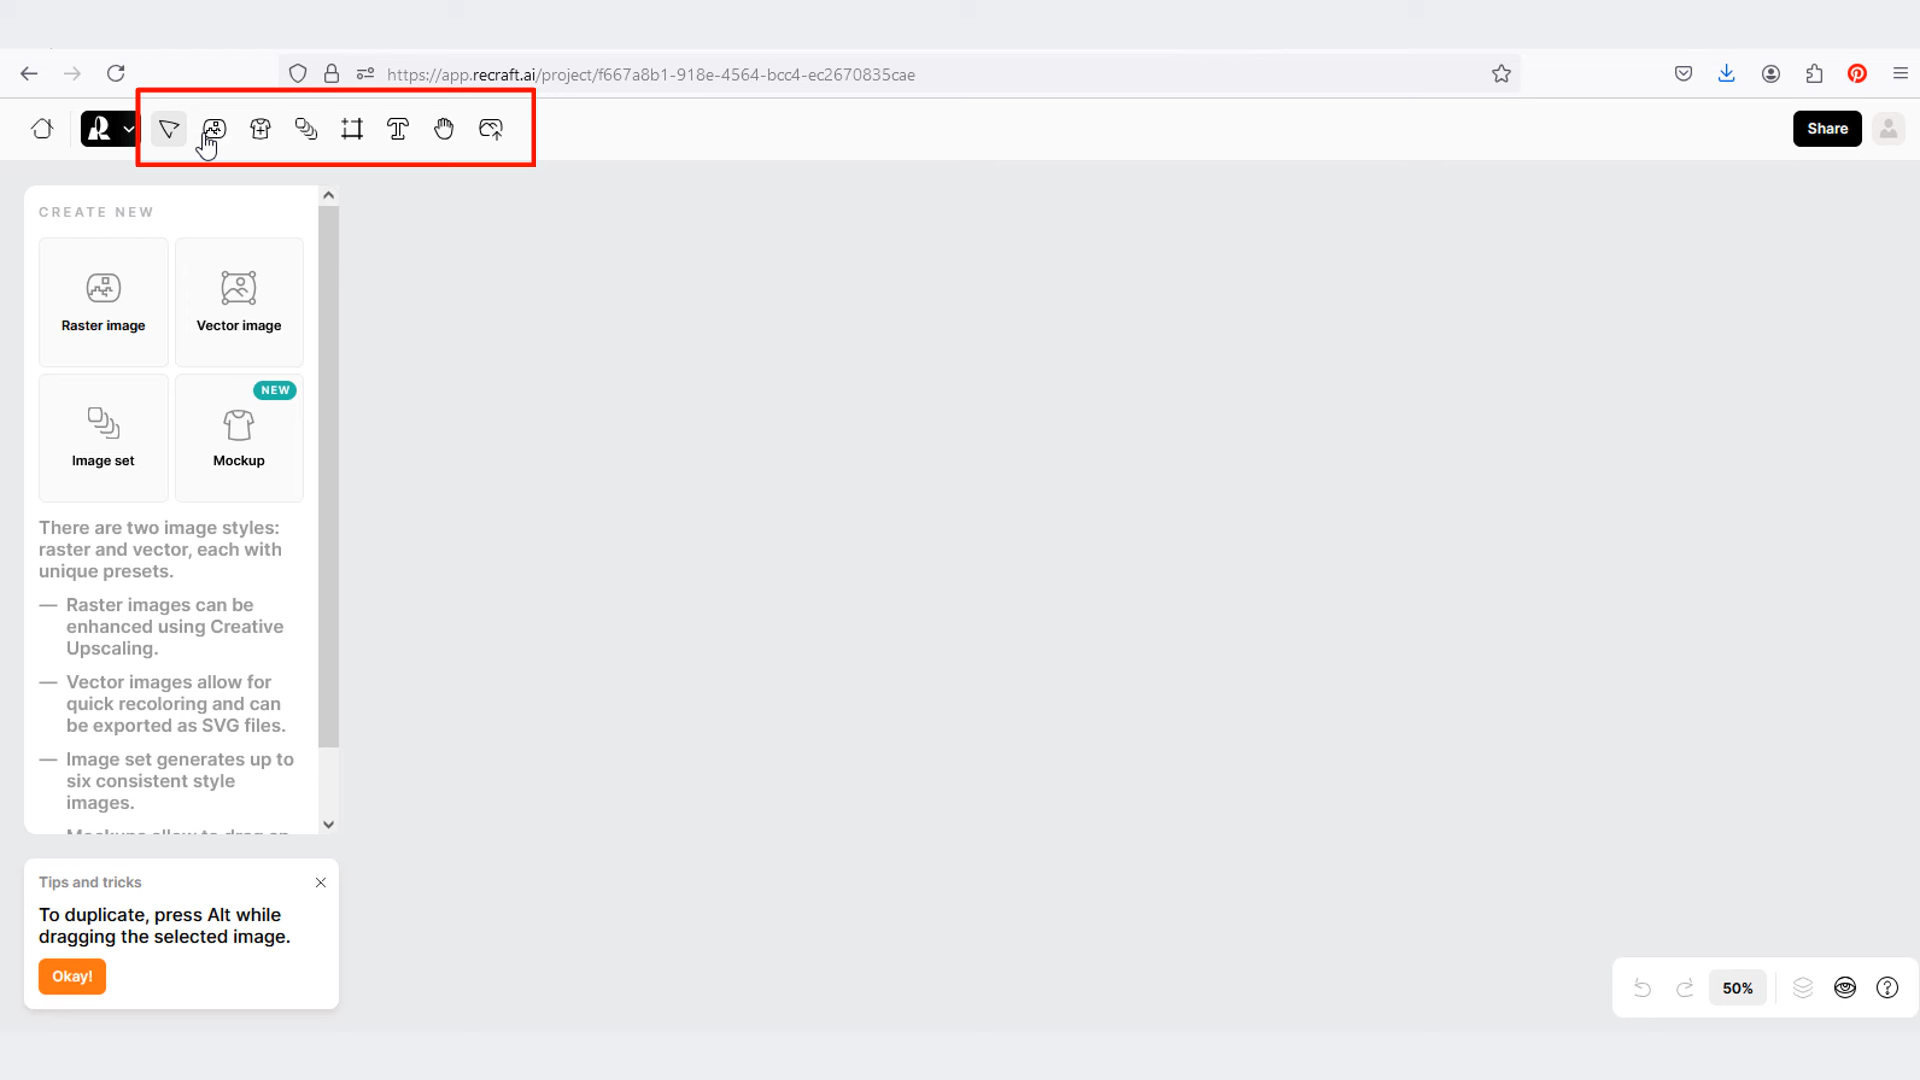 https://app.recraft.ai/project/f667a8b1-918e-4564-bcc4-ec2670835cae
Share
CREATE NEW
Raster image
Vector image
NEW
Image set
Mockup
There are two image styles:
raster and vector, each with
unique presets.
— Raster images can be
enhanced using Creative
Upscaling.
— Vector images allow for
quick recoloring and can
be exported as SVG files.
— Image set generates up to
six consistent style
images.
Tips and tricks
To duplicate, press Alt while
dragging the selected image.
Okay!
50%